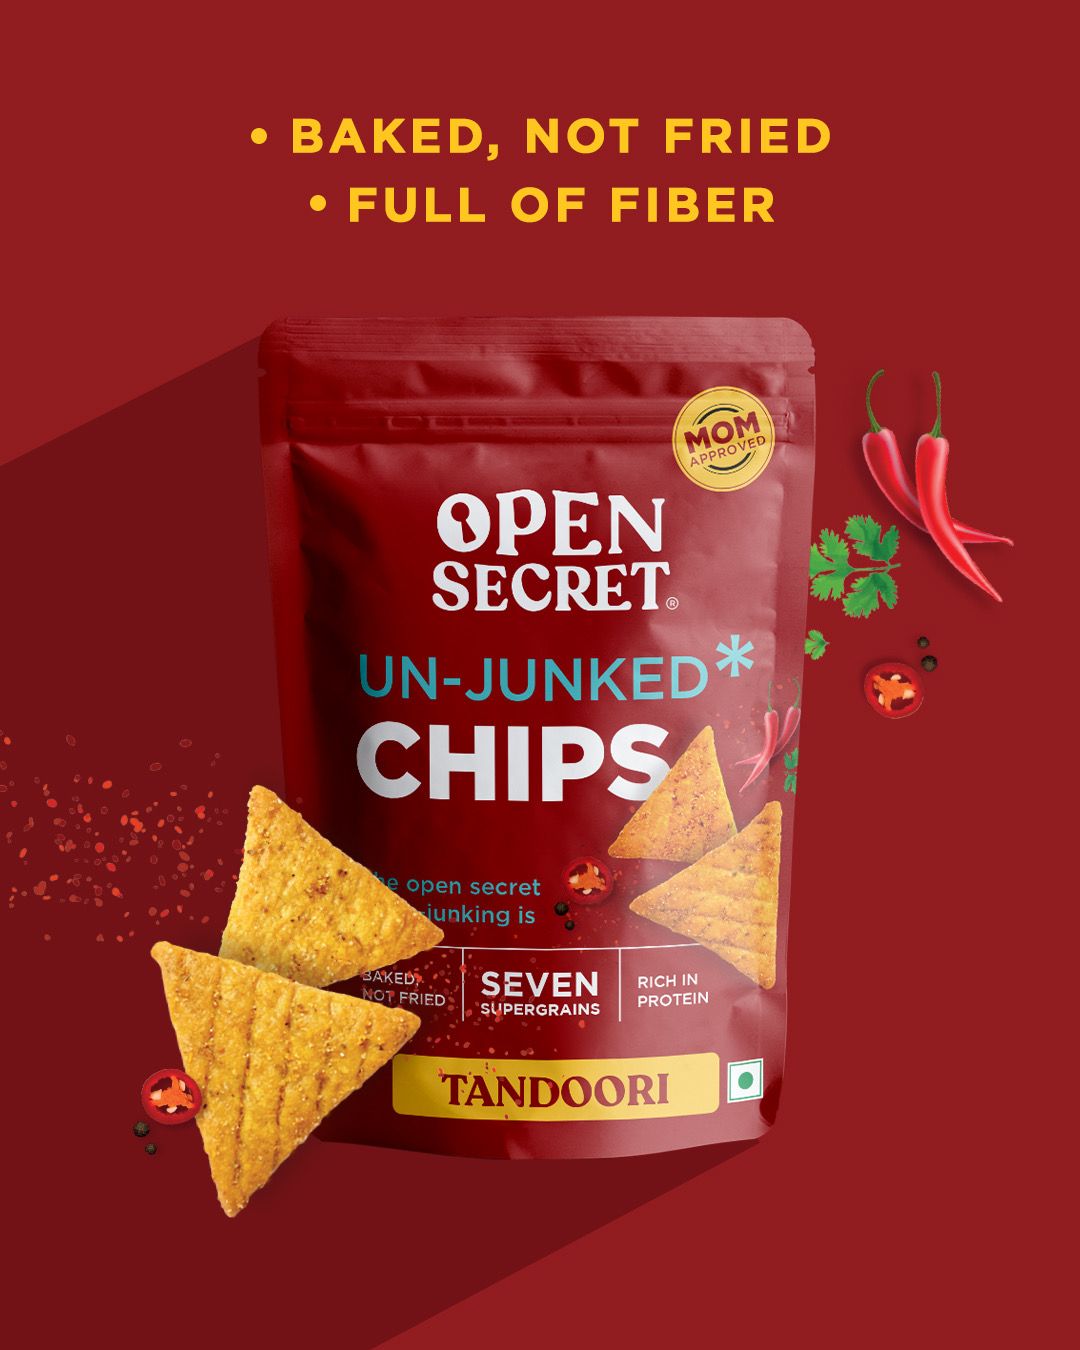 • BAKED, NOT FRIED
• FULL OF FIBER
MOM
APPROVED
OPEN
SECRET®
UN-JUNKED*
CHIPS
open secret
junking is
BAKED,
NOT FRIED
SEVEN
SUPERGRAINS
RICH IN
PROTEIN
TANDOORI